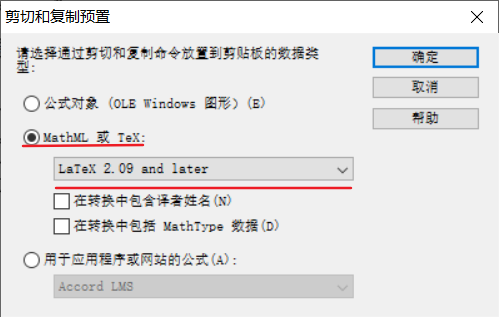 剪切和复制预置
请选择通过剪切和复制命令放置到剪贴板的数据类
型:
确定
取消
帮助
公式对象 (OLE Windows 图形)(E)
MathML 或 TeX:
LaTeX 2.09 and later
在转换中包含译者姓名(N)
在转换中包括 MathType 数据(D)
用于应用程序或网站的公式(A):
Accord LMS